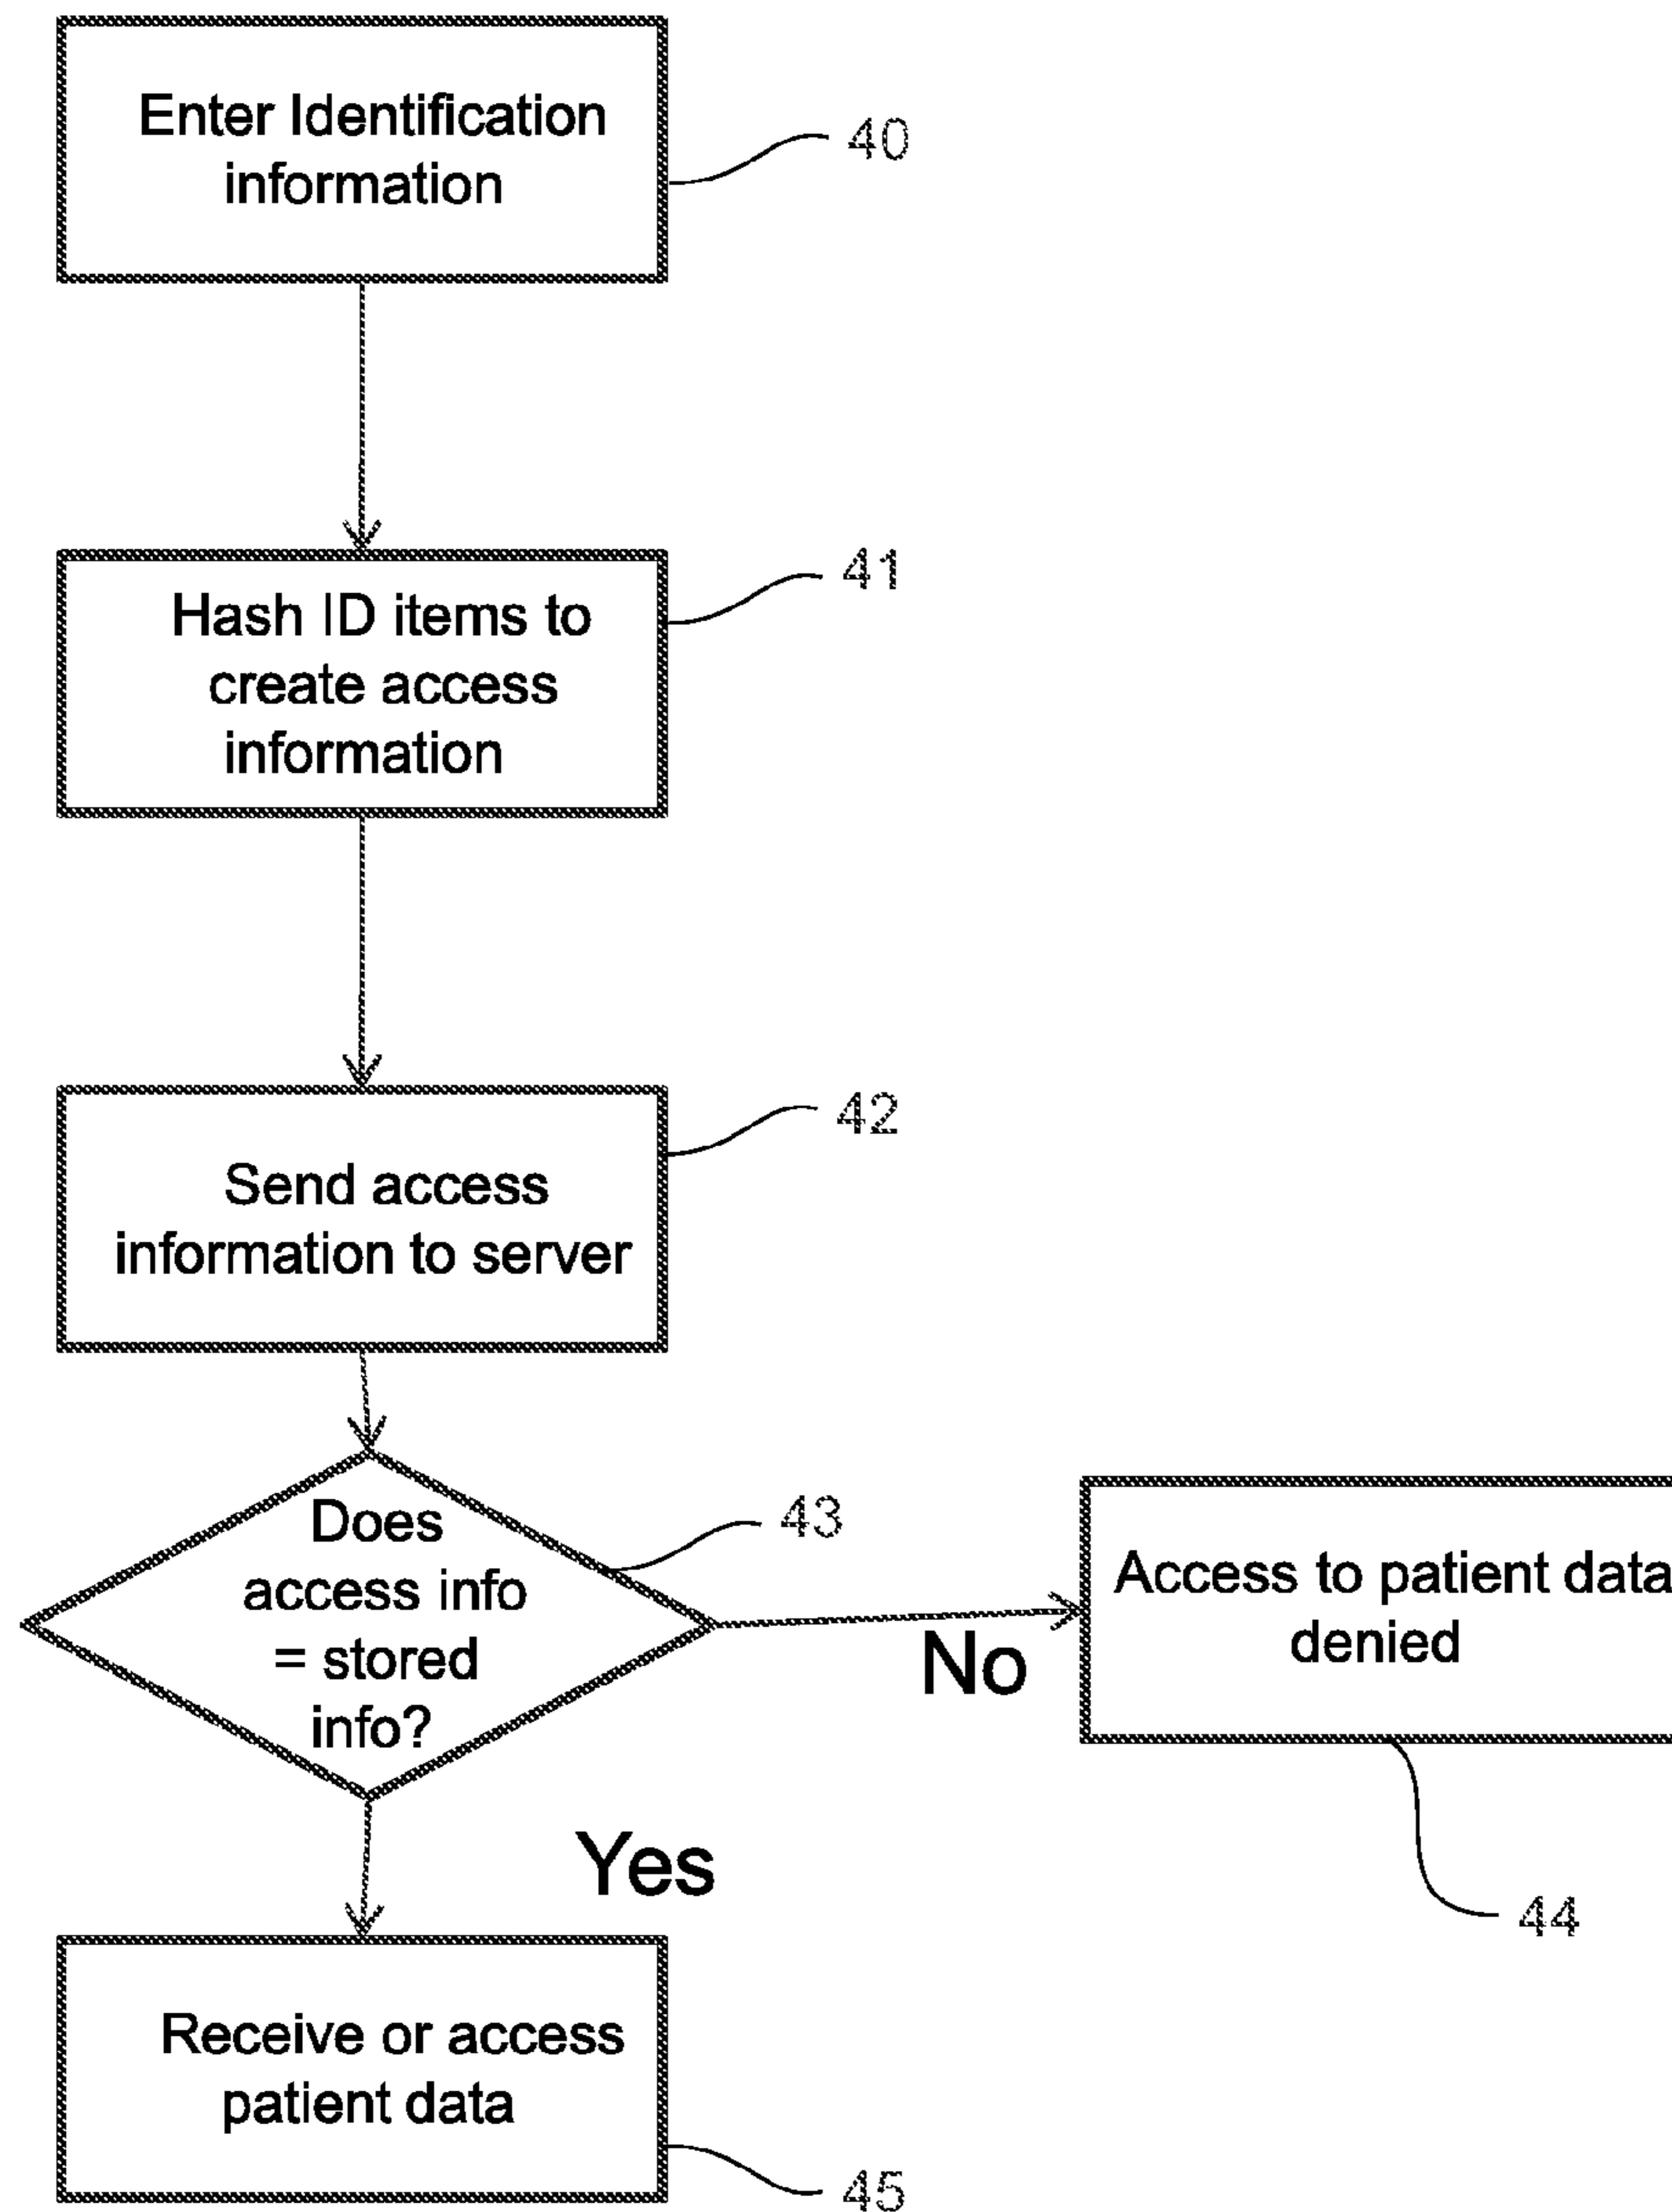 Enter Identification
information
40
Hash ID items to
create access
information
41
Send access
information to server
42
Does
access info
= stored
info?
43
No
Access to patient data
denied
44
Yes
Receive or access
patient data
45